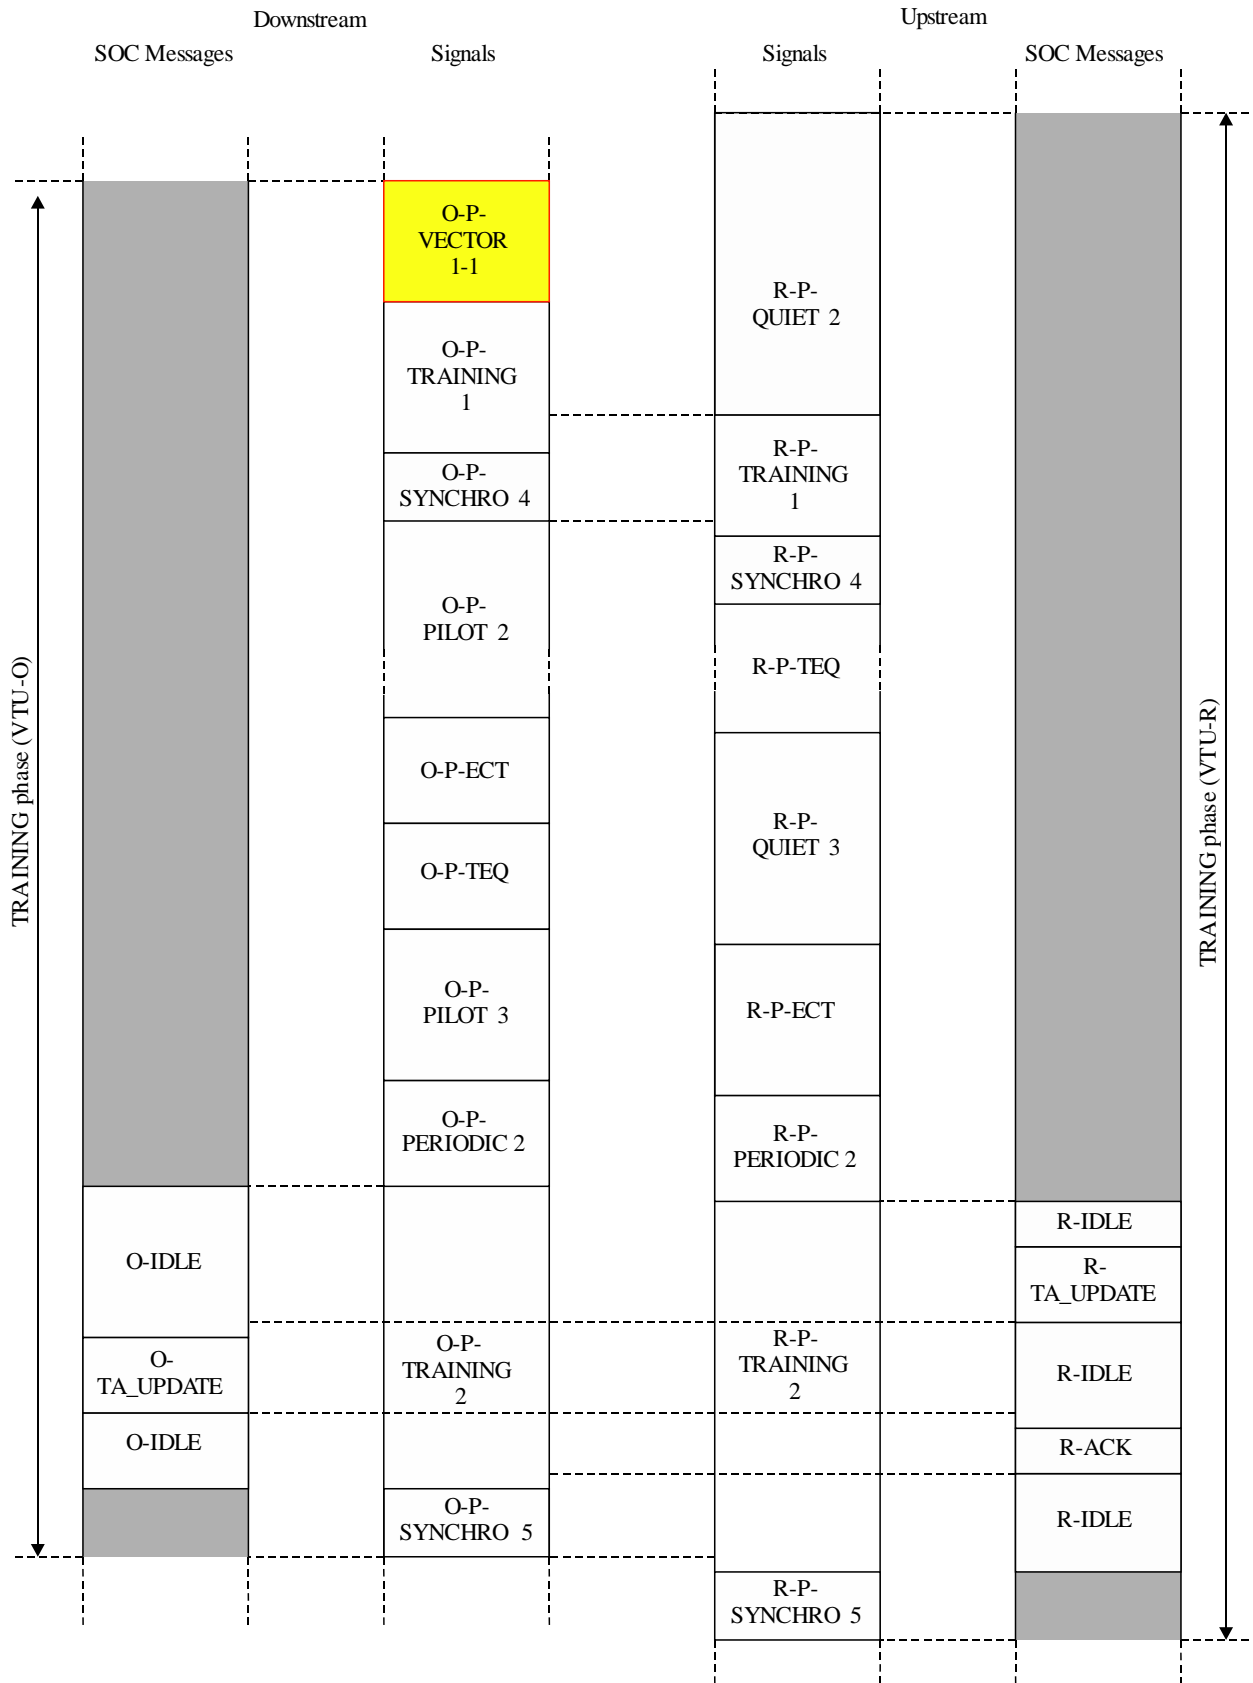 Downstream
Upstream
SOC Messages
Signals
Signals
SOC Messages
TRAINING phase (VTU-O)
O-IDLE
O-
TA_UPDATE
O-IDLE
O-P-
VECTOR
1-1
O-P-
TRAINING
1
O-P-
SYNCHRO 4
O-P-
PILOT 2
O-P-ECT
O-P-TEQ
O-P-
PILOT 3
O-P-
PERIODIC 2
O-P-
TRAINING
2
O-P-
SYNCHRO 5
R-P-
QUIET 2
R-P-
TRAINING
1
R-P-
SYNCHRO 4
R-P-TEQ
R-P-
QUIET 3
R-P-ECT
R-P-
PERIODIC 2
R-P-
TRAINING
2
R-P-
SYNCHRO 5
R-IDLE
R-
TA_UPDATE
R-IDLE
R-ACK
R-IDLE
TRAINING phase (VTU-R)